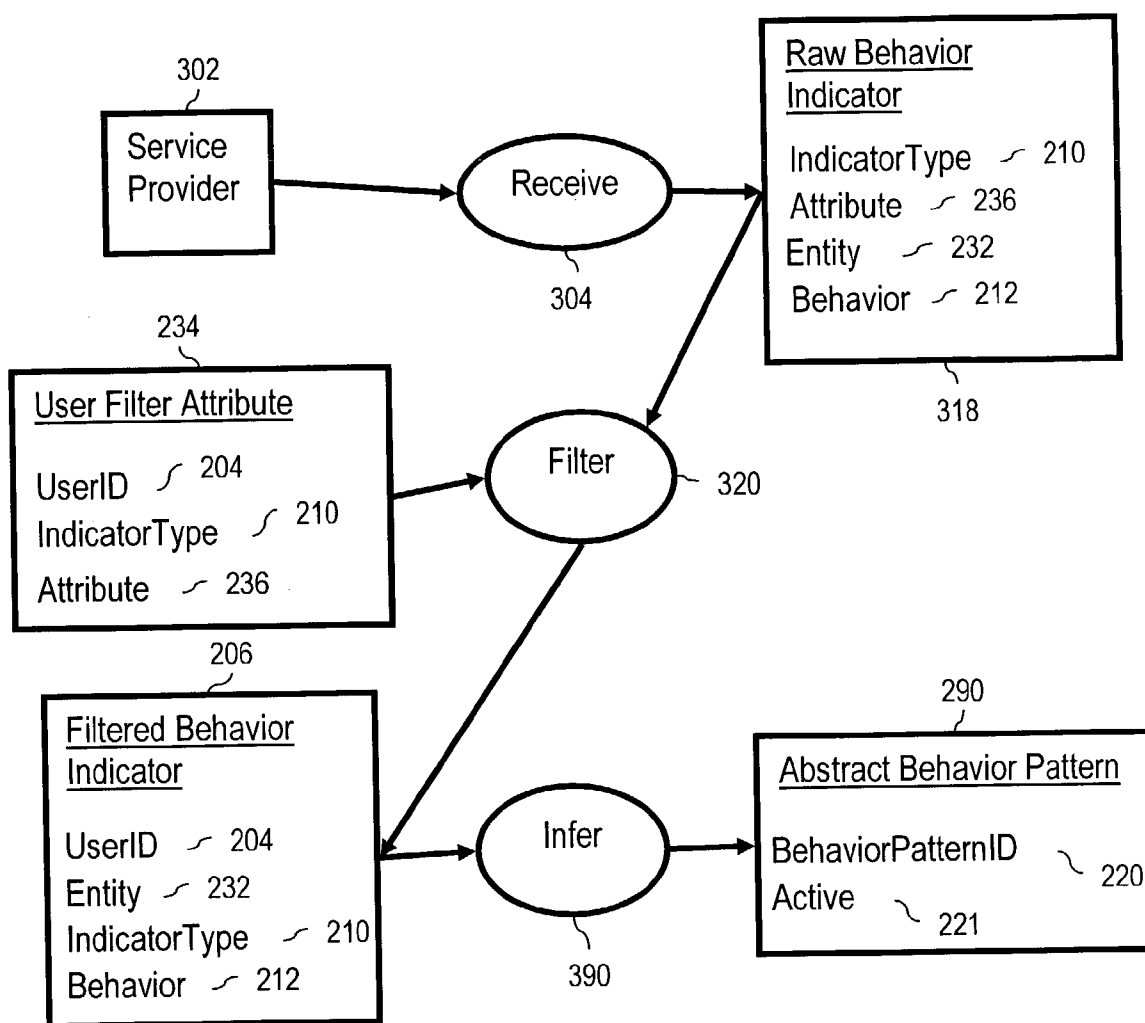 302
Service
Provider
Receive
304
Raw Behavior
Indicator
IndicatorType 210
Attribute 236
Entity 232
Behavior 212
318
234
User Filter Attribute
UserID 204
IndicatorType 210
Attribute 236
Filter
320
206
Filtered Behavior
Indicator
UserID 204
Entity 232
IndicatorType 210
Behavior 212
Infer
390
290
Abstract Behavior Pattern
BehaviorPatternID 220
Active 221